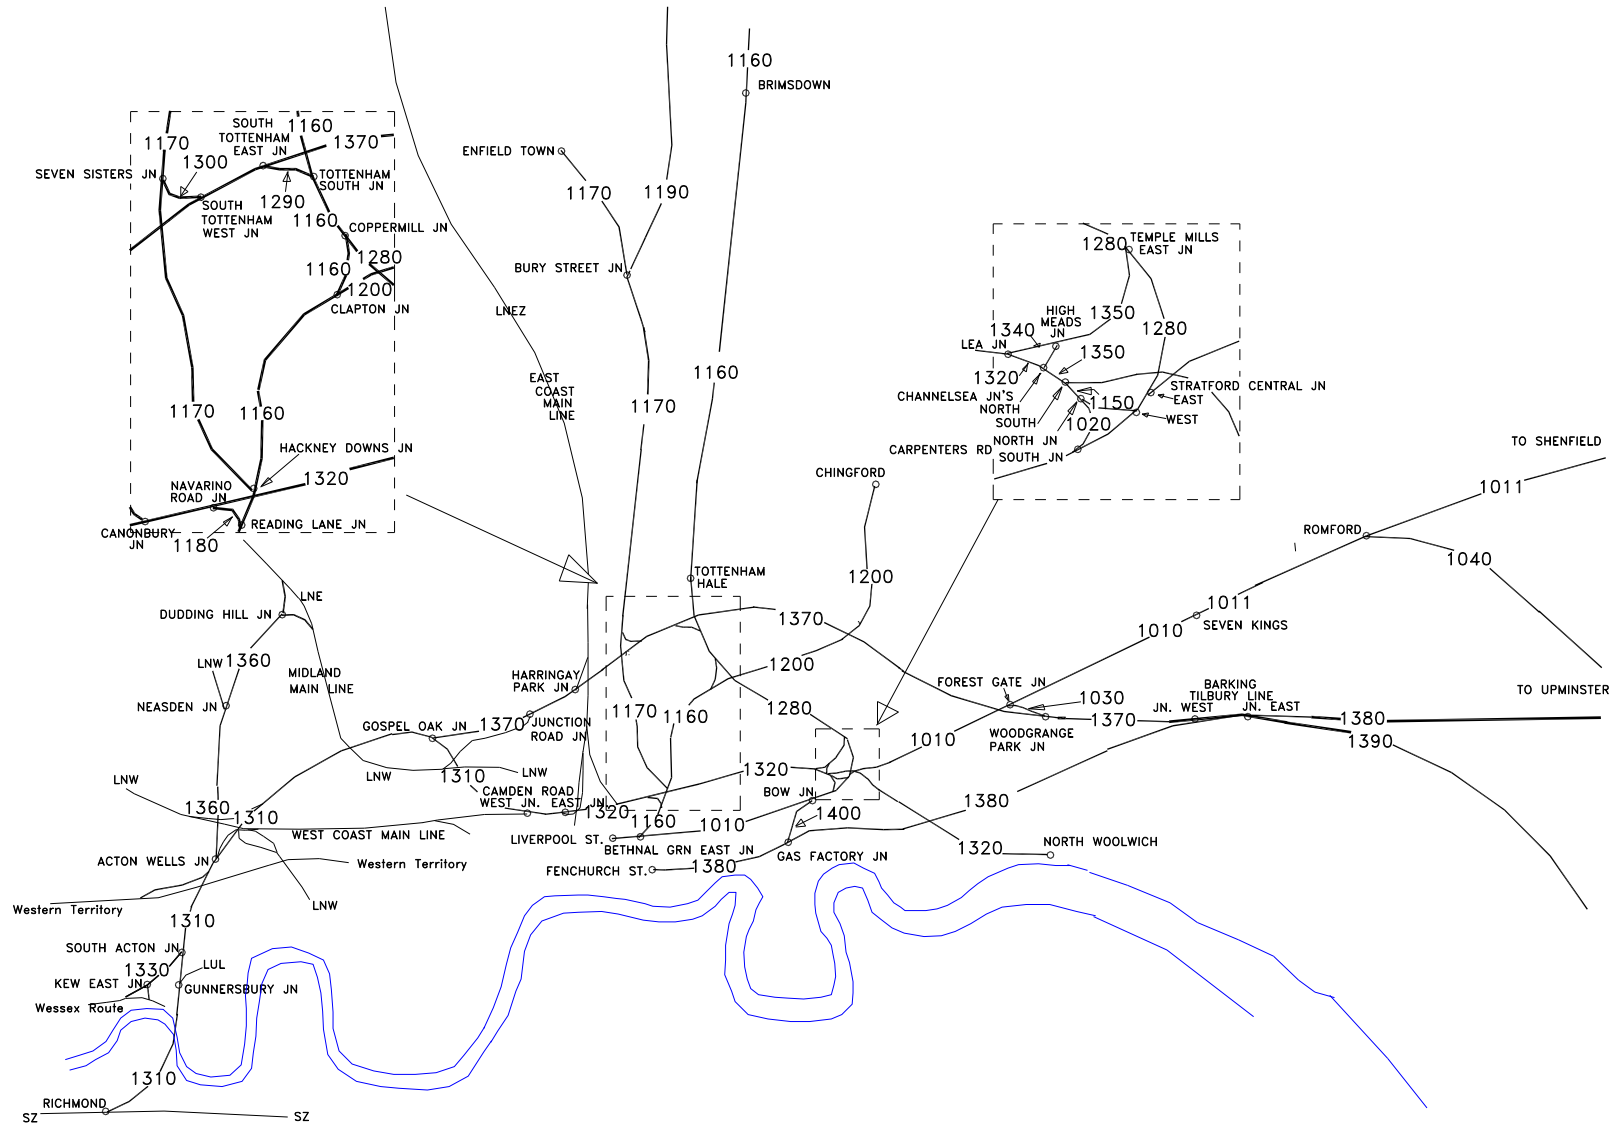 1160
BRIMSDOWN
SOUTH
TOTTENHAM
EAST JN
1160
1170
1370
1300
SEVEN SISTERS JN
TOTTENHAM
SOUTH JN
1290
SOUTH
TOTTENHAM
WEST JN
1160
COPPERMILL JN
1280
1160
1200
CLAPTON JN
1170
1160
HACKNEY DOWNS JN
1320
NAVARINO
ROAD JN
READING LANE JN
CANONBURY
JN
1180
ENFIELD TOWN
1170
1190
BURY STREET JN
LNEZ
EAST
COAST
MAIN
LINE
1160
1170
1280
TEMPLE MILLS
EAST JN
HIGH
MEADS
JN
1350
1340
1280
LEA JN
1350
1320
CHANNELSEA JN'S
NORTH
SOUTH
STRATFORD CENTRAL JN
EAST
1150
WEST
1020
NORTH JN
CARPENTERS RD
SOUTH JN
TO SHENFIELD
CHINGFORD
1011
ROMFORD
1040
1200
TOTTENHAM
HALE
LNE
DUDDING HILL JN
1370
1011
SEVEN KINGS
1010
LNW
1360
MIDLAND
MAIN LINE
HARRINGAY
PARK JN
1200
FOREST GATE JN
BARKING
TILBURY LINE
JN. WEST
JN. EAST
TO UPMINSTER
NEASDEN JN
1030
1280
GOSPEL OAK JN
1370
JUNCTION
ROAD JN
1170
1160
1370
1380
WOODGRANGE
PARK JN
1390
1010
LNW
LNW
1310
LNW
1320
CAMDEN ROAD
WEST JN.
EAST JN.
BOW JN
1380
1360
1310
1320
1160
1400
WEST COAST MAIN LINE
LIVERPOOL ST.
1010
BETHNAL GRN EAST JN
GAS FACTORY JN
1320
NORTH WOOLWICH
ACTON WELLS JN
Western Territory
FENCHURCH ST.
1380
Western Territory
LNW
1310
SOUTH ACTON JN
1330
LUL
KEW EAST JN
GUNNERSBURY JN
Wessex Route
1310
RICHMOND
SZ
SZ